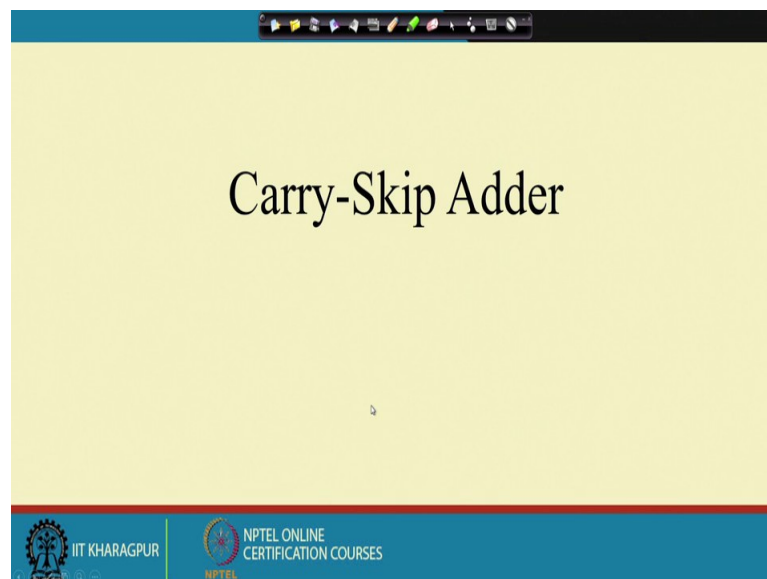 Carry-Skip Adder
IIT KHARAGPUR
NPTEL ONLINE
CERTIFICATION COURSES
NPTEL